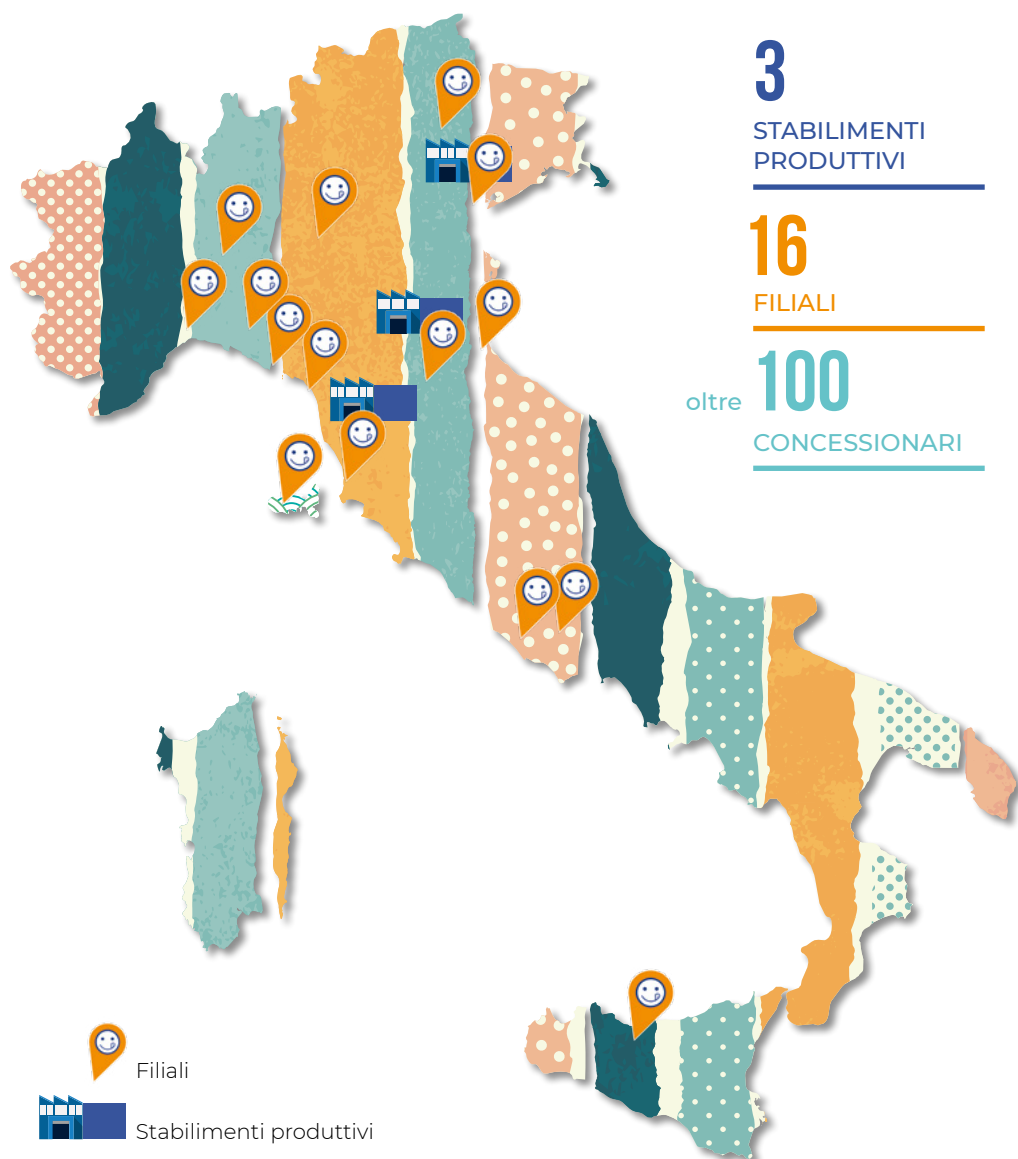 3
STABILIMENTI
PRODUTTIVI
16
FILIALI
oltre 100
CONCESSIONARI
Filiali
Stabilimenti produttivi